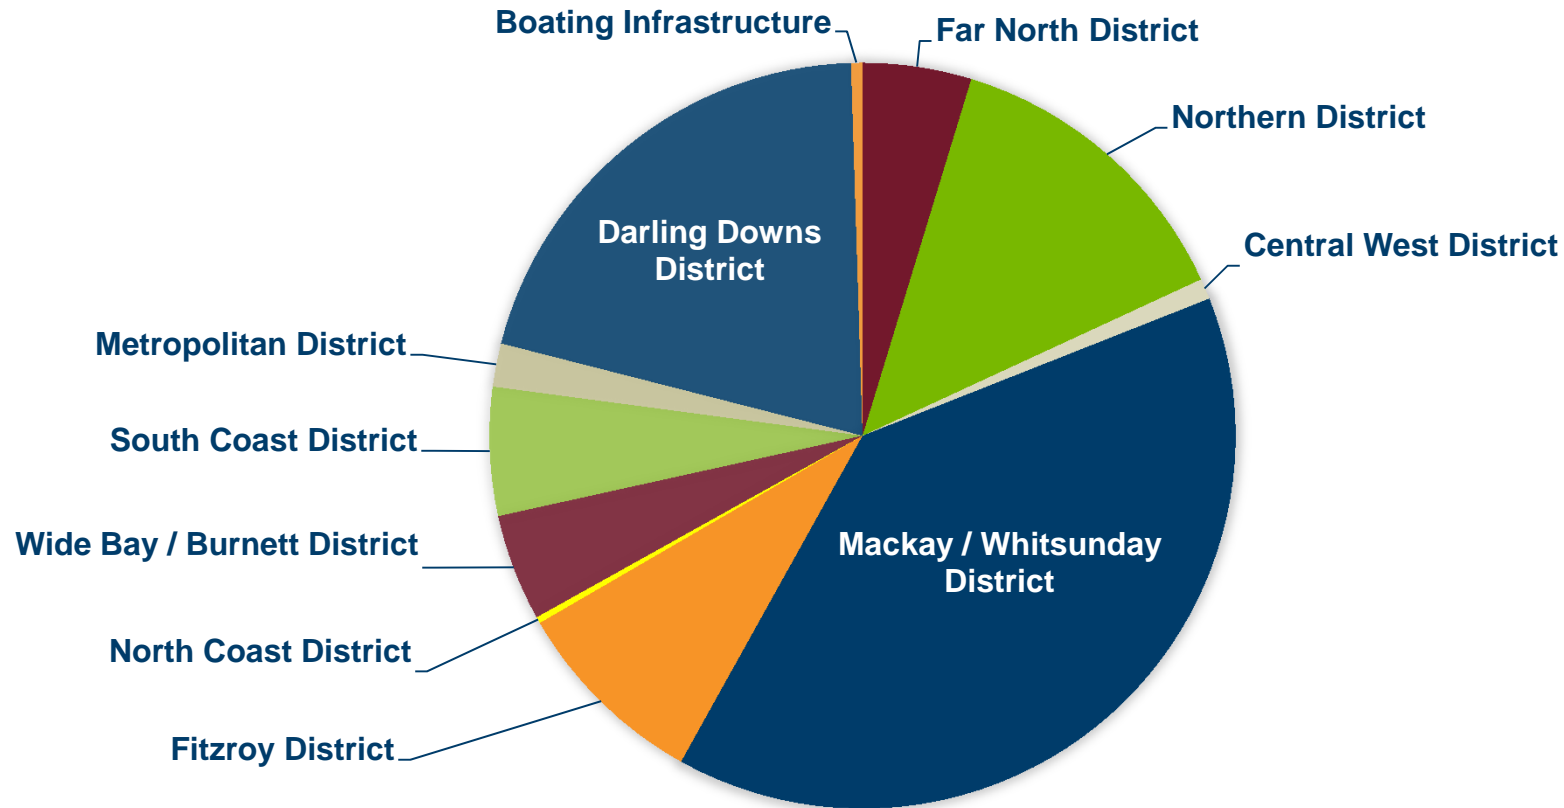 Boating Infrastructure
Far North District
Northern District
Central West District
Darling Downs
District
Metropolitan District
South Coast District
Wide Bay / Burnett District
Mackay / Whitsunday
District
North Coast District
Fitzroy District